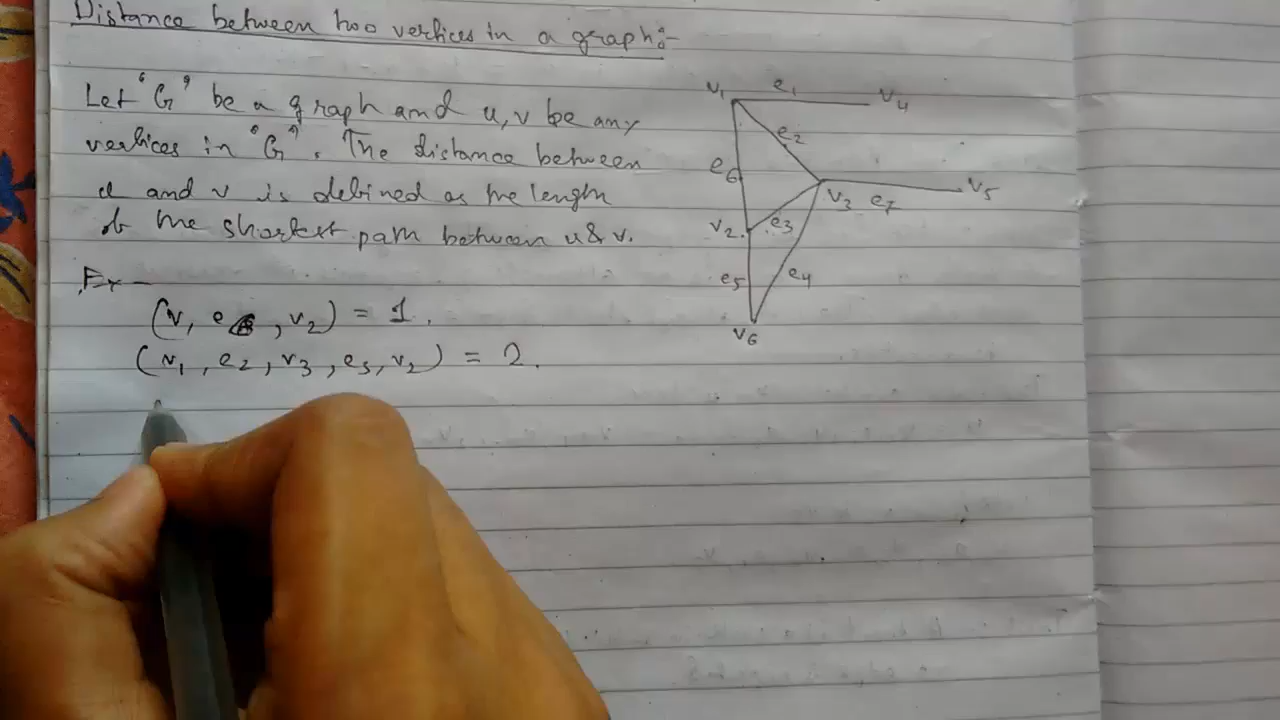 Distance between two vertices in a graph:-
Let "G" be a graph and u, v be any
vertices in "G". The distance between
u and v is defined as the length
of the shortest path between u & v.
Ex -
(v, e6, v2) = 1.
(v1, e2, v3, e3, v2) = 2.
v1 e1 v4
e2
e6
v3 e7 v5
v2 e3
e5 e4
v6